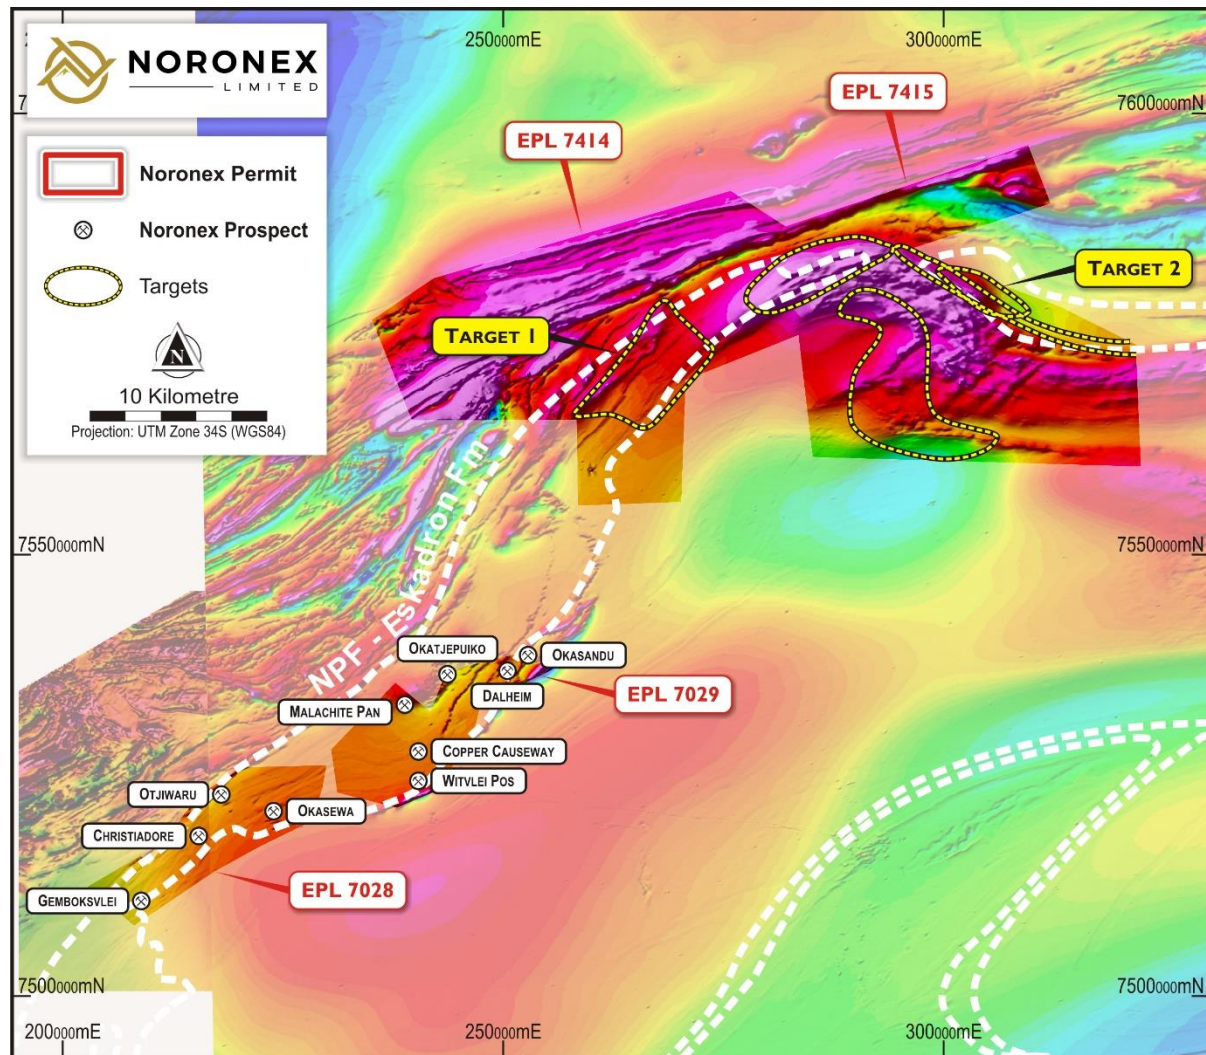 NORONEX
LIMITED
250000mE
300000mE
7
7600000mN
EPL 7415
EPL 7414
Noronex Permit
Noronex Prospect
Targets
N
10 Kilometre
Projection: UTM Zone 34S (WGS84)
TARGET 2
TARGET 1
NPF - Eskadron Fm
7550000mN
7550000mN
OKATJEPUIKO
OKASANDU
DALHEIM
EPL 7029
MALACHITE PAN
COPPER CAUSEWAY
WITVLEI POS
OTJIWARU
OKASEWA
CHRISTIADORE
EPL 7028
GEMBOKSVLEI
7500000mN
7500000mN
200000mE
250000mE
300000mE